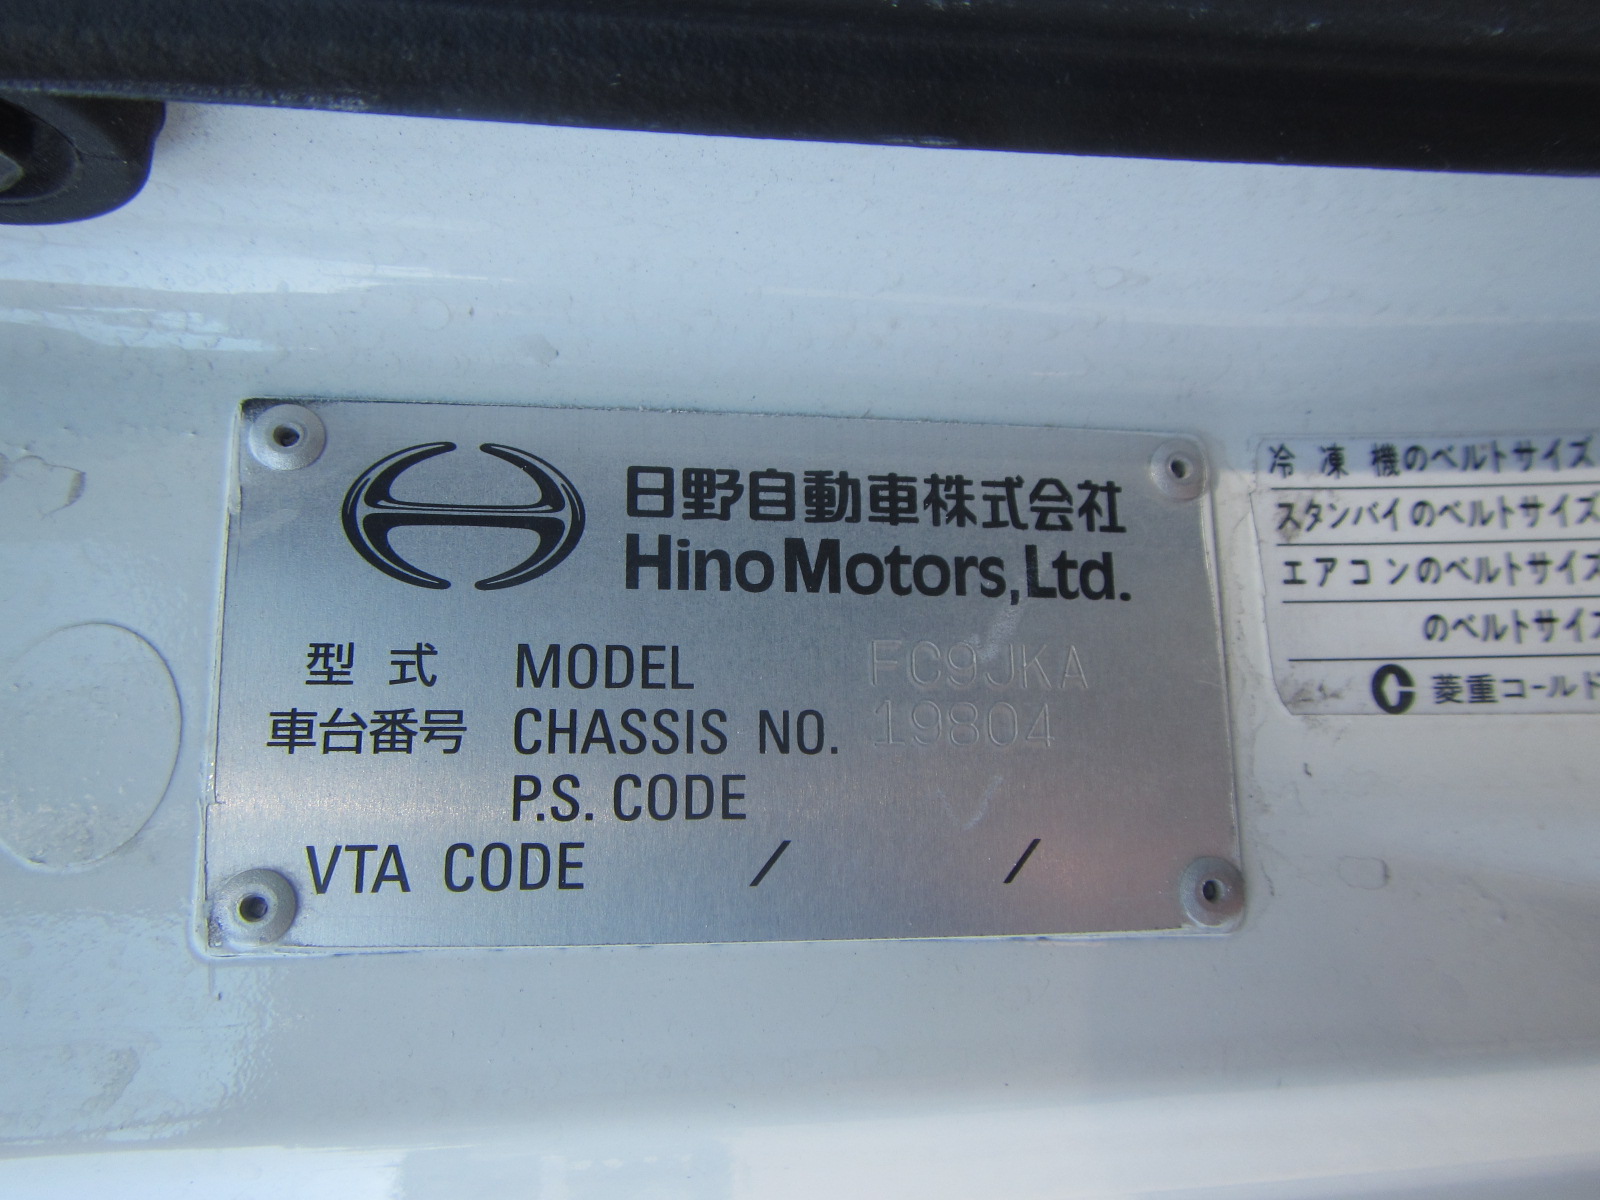 日野自動車株式会社
Hino Motors, Ltd.
型式 MODEL FC9JKA
車台番号 CHASSIS NO. 19804
P.S. CODE
VTA CODE / /
冷凍機のベルトサイズ
スタンバイのベルトサイズ
エアコンのベルトサイズ
のベルトサイズ
菱重コールド